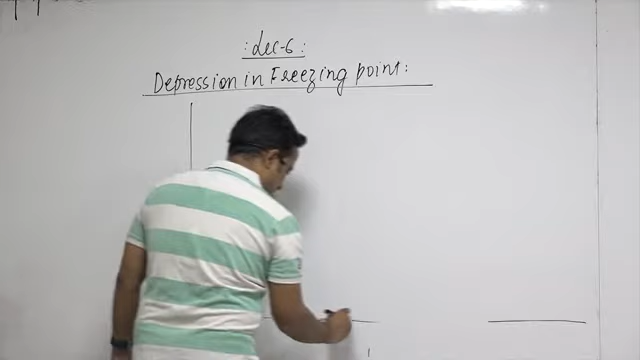 : Lec-6 :
Depression in Freezing point: